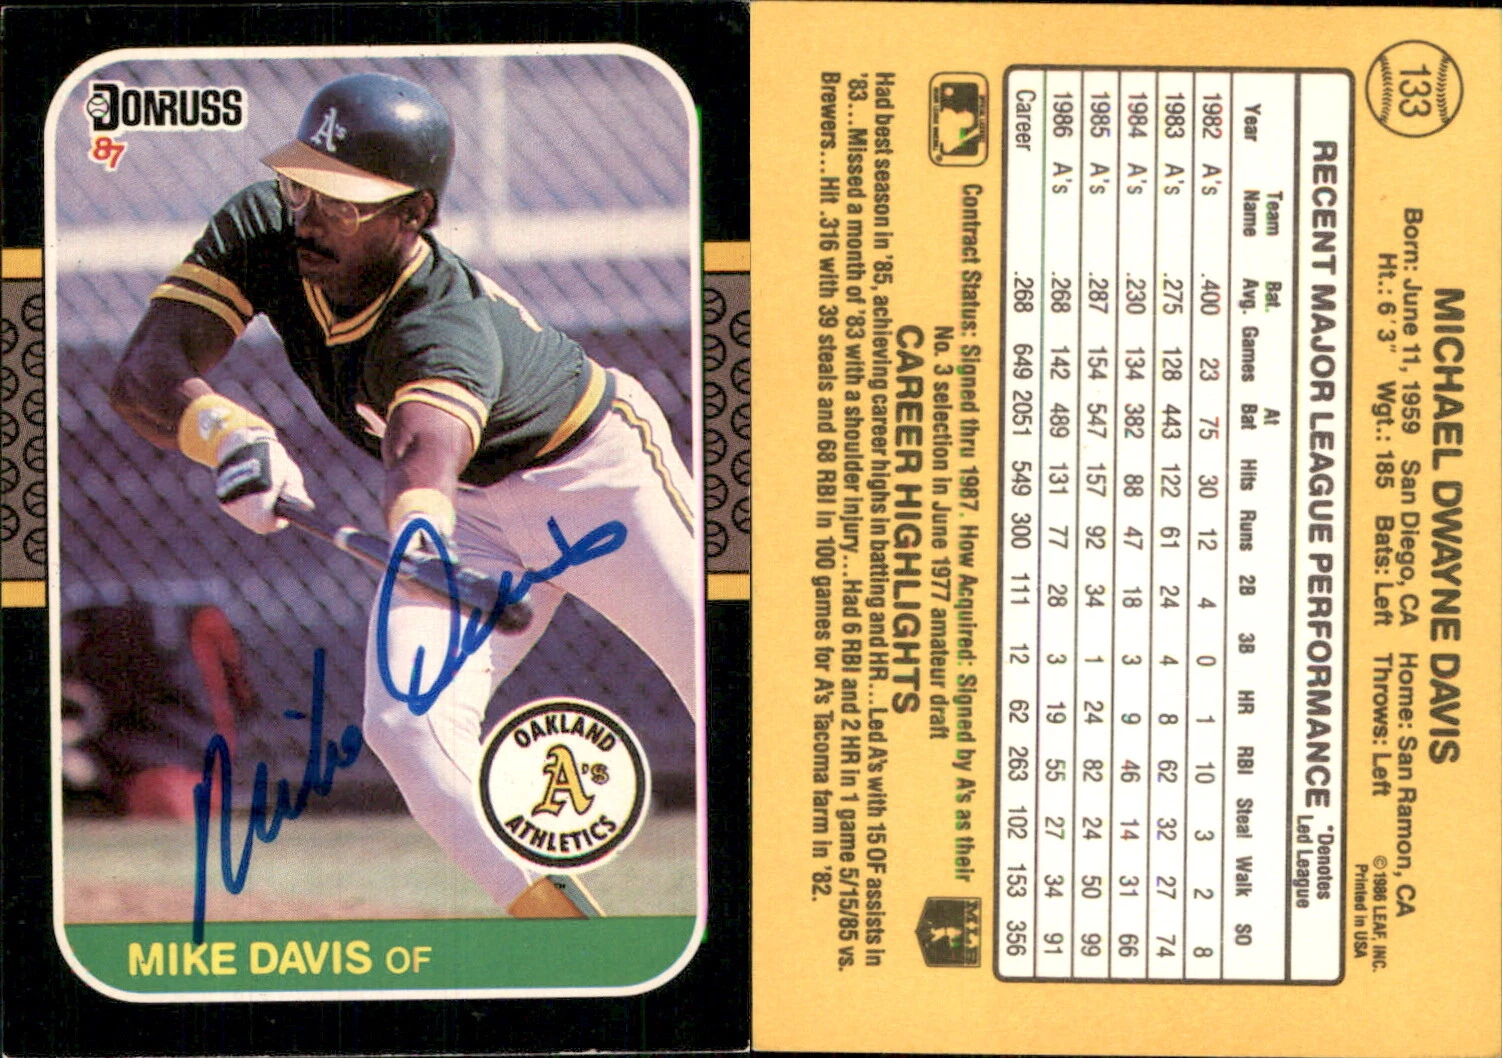 DONRUSS
87
A's
Mike Davis
OAKLAND
A's
ATHLETICS
™
MIKE DAVIS OF
133
MICHAEL DWAYNE DAVIS
Born: June 11, 1959 San Diego, CA Home: San Ramon, CA
Ht.: 6'3" Wgt.: 185 Bats: Left Throws: Left
©1986 LEAF, INC.
Printed in USA
RECENT MAJOR LEAGUE PERFORMANCE
*Denotes
Led League
Year Team Name Bat. Avg. Games At Bat Hits Runs 2B 3B HR RBI Steal Walk SO
1982 A's .400 23 75 30 12 4 0 1 10 3 2 8
1983 A's .275 128 443 122 61 24 4 8 62 32 27 74
1984 A's .230 134 382 88 47 18 3 9 46 14 31 66
1985 A's .287 154 547 157 92 34 1 24 82 24 50 99
1986 A's .268 142 489 131 77 28 3 19 55 27 34 91
Career .268 649 2051 549 300 111 12 62 263 102 153 356
Contract Status: Signed thru 1987. How Acquired: Signed by A's as their
No. 3 selection in June 1977 amateur draft
CAREER HIGHLIGHTS
Had best season in '85, achieving career highs in batting and HR...Led A's with 15 OF assists in
'83...Missed a month of '83 with a shoulder injury...Had 6 RBI and 2 HR in 1 game 5/15/85 vs.
Brewers...Hit .316 with 39 steals and 68 RBI in 100 games for A's Tacoma farm in '82.